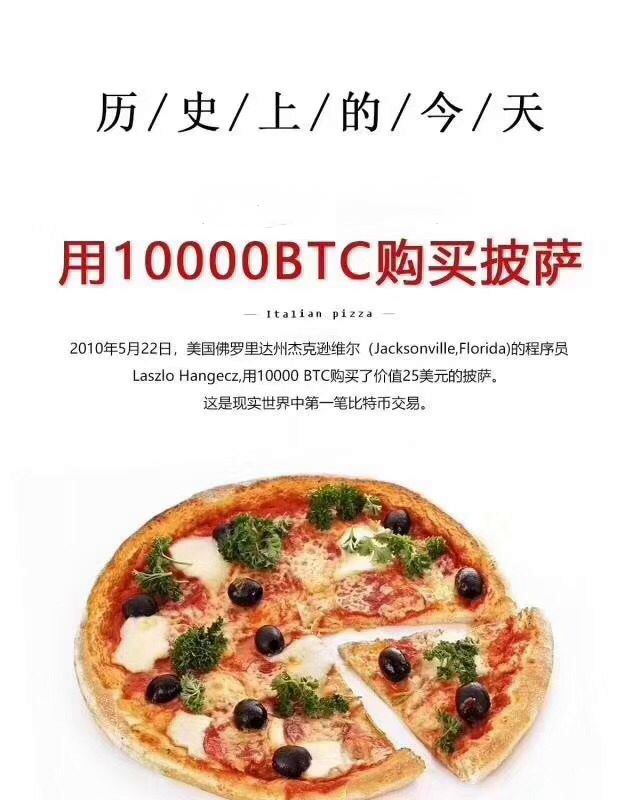 历/史/上/的/今/天
用10000BTC购买披萨
— Italian pizza —
2010年5月22日，美国佛罗里达州杰克逊维尔（Jacksonville,Florida)的程序员
Laszlo Hangecz,用10000 BTC购买了价值25美元的披萨。
这是现实世界中第一笔比特币交易。